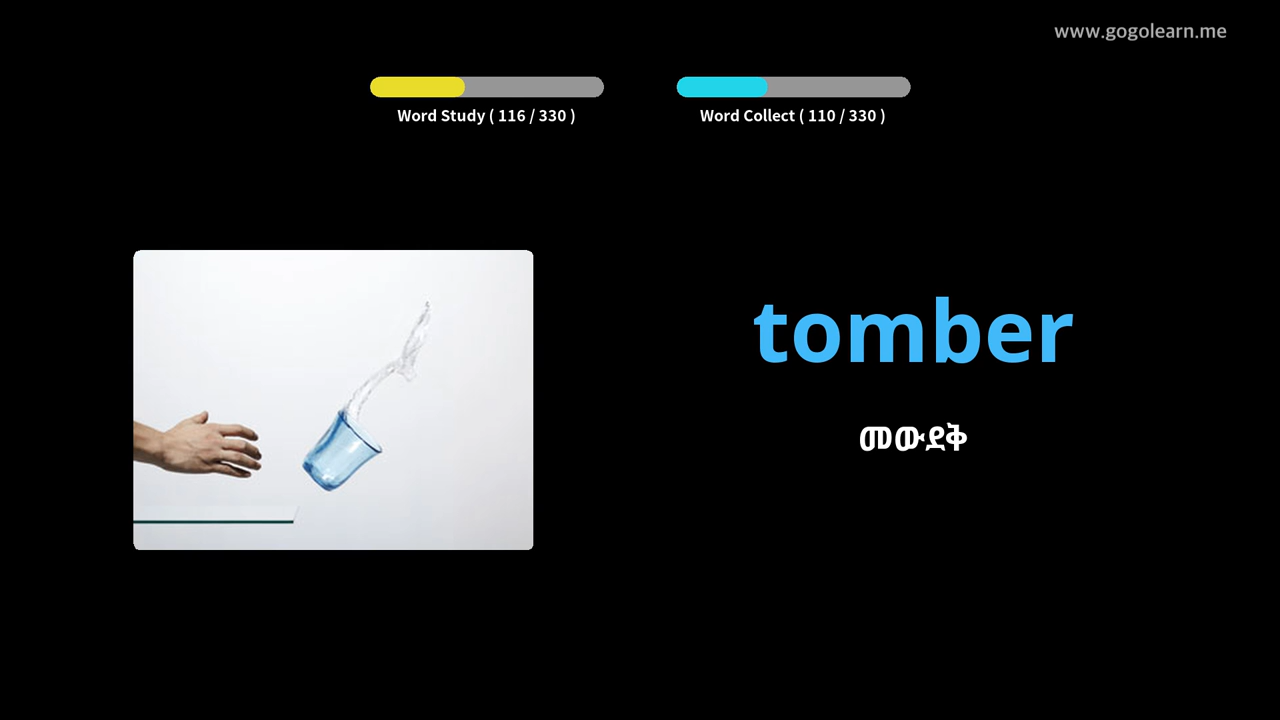 www.gogolearn.me
Word Study ( 116 / 330 )
Word Collect ( 110 / 330 )
tomber
መውደቅ